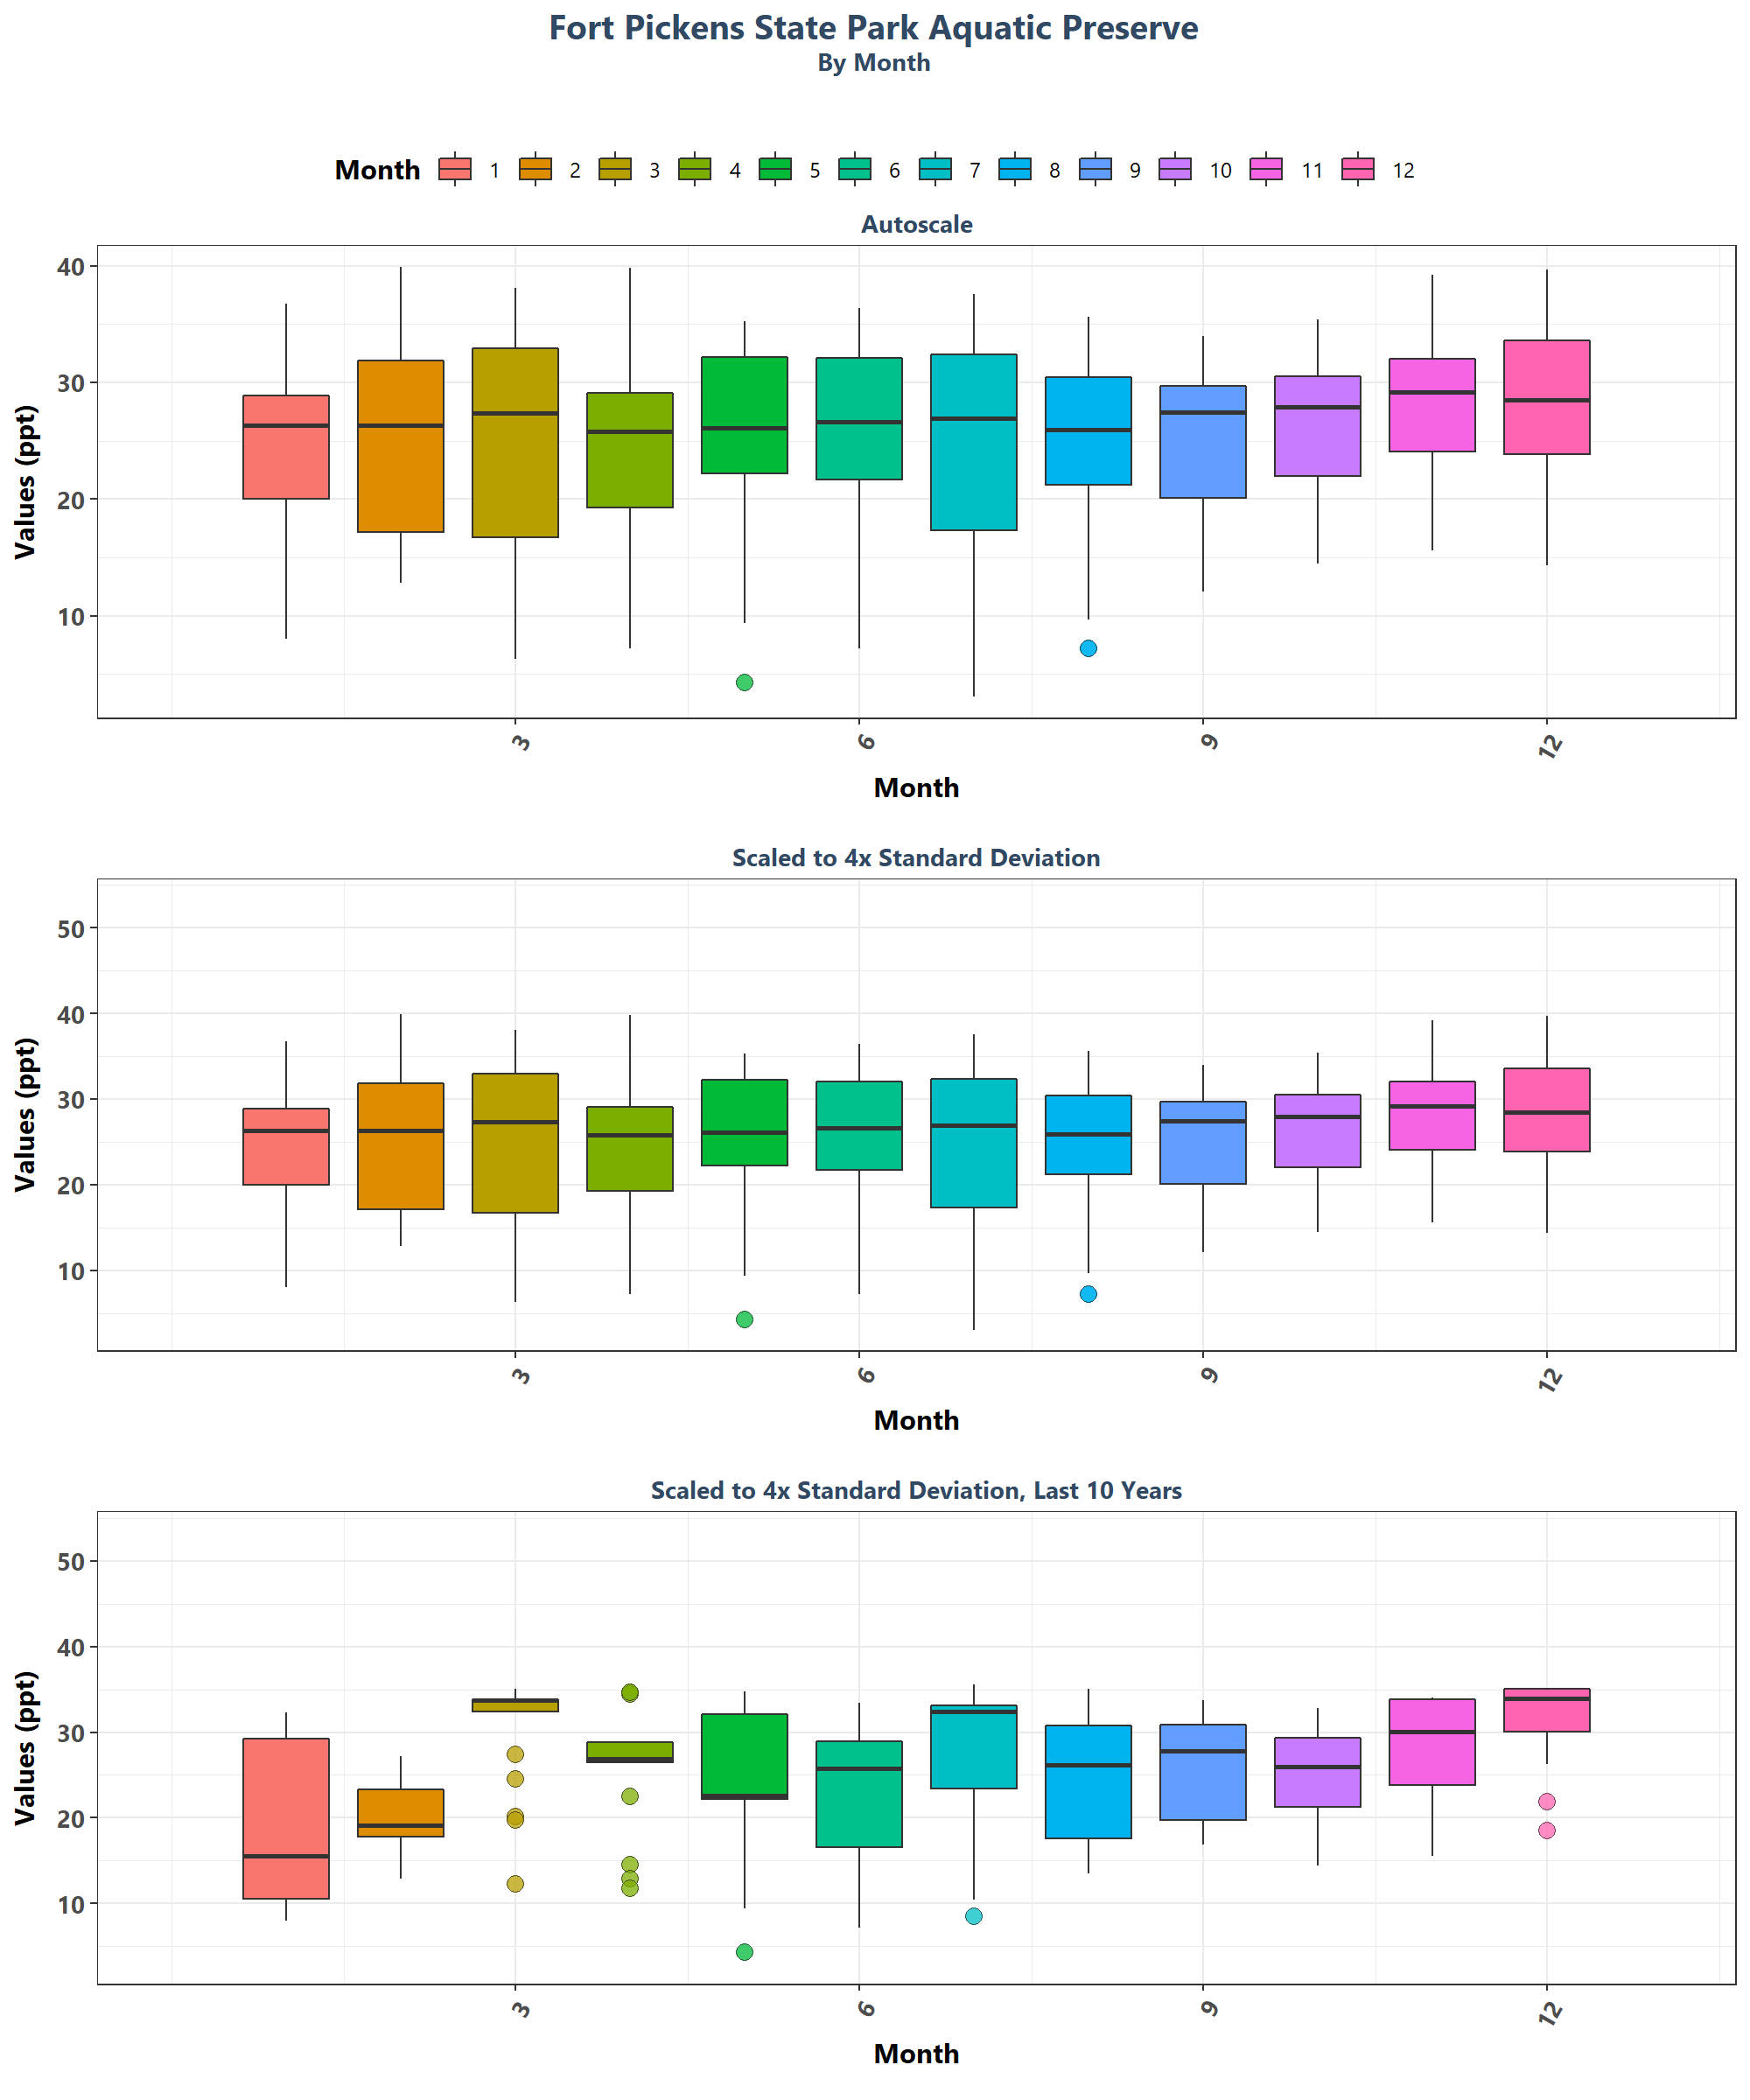 Fort Pickens State Park Aquatic Preserve
By Month
Month 1 2 3 4 5 6 7 8 9 10 11 12
Autoscale
Values (ppt)
40
30
20
10
3 6 9 12
Month
Scaled to 4x Standard Deviation
Values (ppt)
50
40
30
20
10
3 6 9 12
Month
Scaled to 4x Standard Deviation, Last 10 Years
Values (ppt)
50
40
30
20
10
3 6 9 12
Month